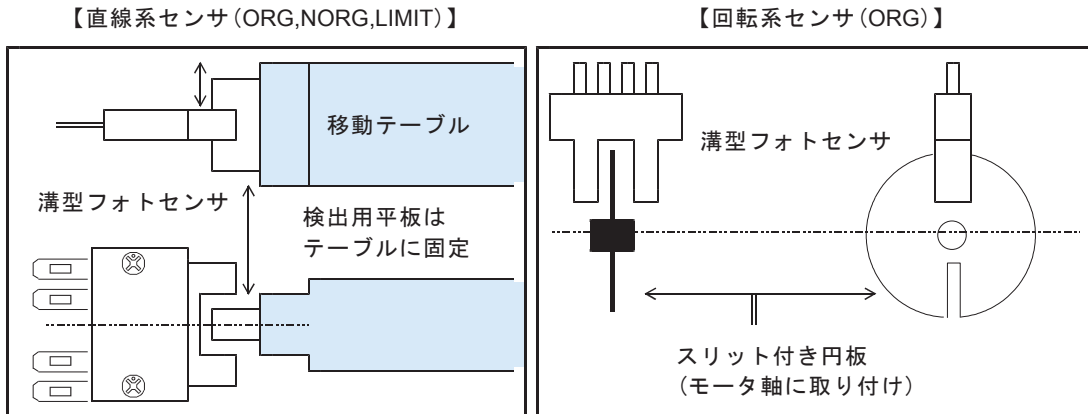 【直線系センサ(ORG,NORG,LIMIT)】
【回転系センサ(ORG)】
移動テーブル
溝型フォトセンサ
検出用平板は
テーブルに固定
溝型フォトセンサ
スリット付き円板
(モータ軸に取り付け)